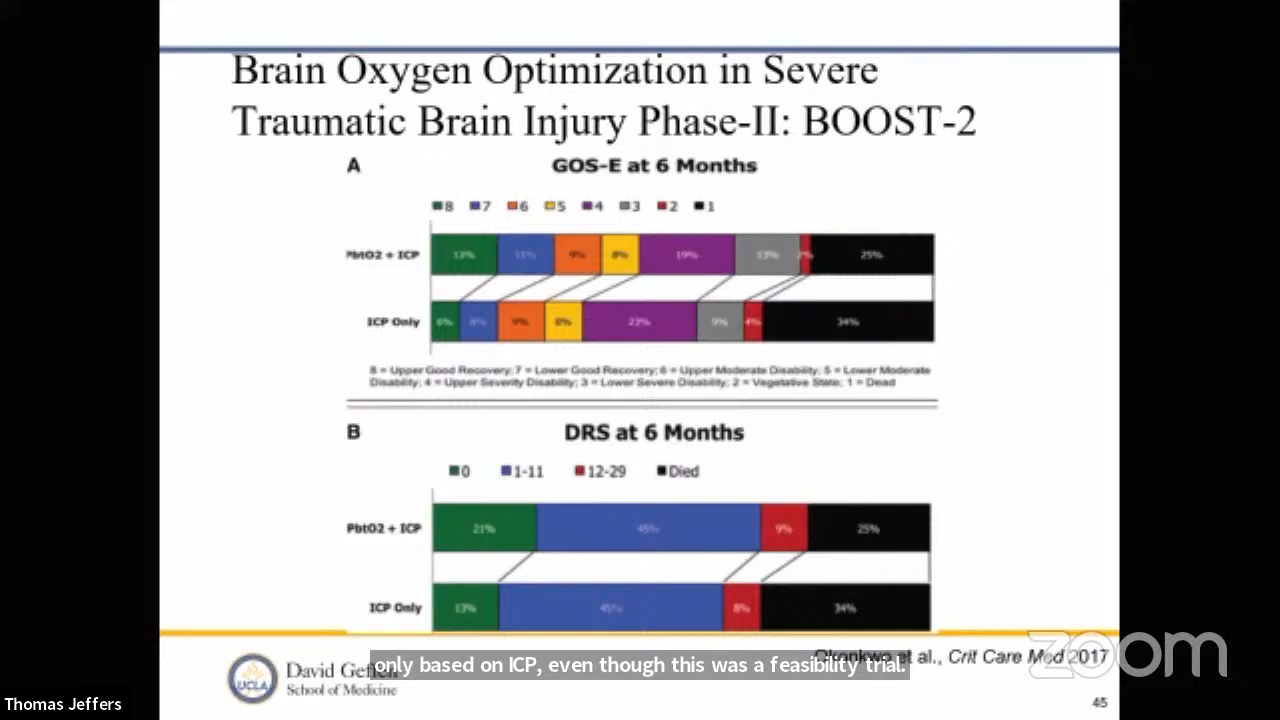 Brain Oxygen Optimization in Severe
Traumatic Brain Injury Phase-II: BOOST-2
A
GOS-E at 6 Months
8 7 6 5 4 3 2 1
PbtO2 + ICP
13% 11% 9% 8% 19% 13% 2% 25%
ICP Only
6% 8% 9% 8% 23% 9% 4% 34%
8 = Upper Good Recovery; 7 = Lower Good Recovery; 6 = Upper Moderate Disability; 5 = Lower Moderate
Disability; 4 = Upper Severity Disability; 3 = Lower Severe Disability; 2 = Vegetative State; 1 = Dead
B
DRS at 6 Months
0 1-11 12-29 Died
PbtO2 + ICP
21% 45% 9% 25%
ICP Only
13% 45% 8% 34%
et al., Crit Care Med 2017
zoom
David Geffen
School of Medicine
UCLA
only based on ICP, even though this was a feasibility trial.
45
Thomas Jeffers